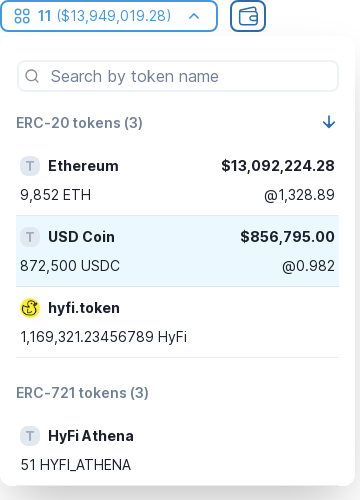 11 ($13,949,019.28)
Search by token name
ERC-20 tokens (3)
T Ethereum $13,092,224.28
9,852 ETH @1,328.89
T USD Coin $856,795.00
872,500 USDC @0.982
hyfi.token
1,169,321.23456789 HyFi
ERC-721 tokens (3)
T HyFi Athena
51 HYFI_ATHENA